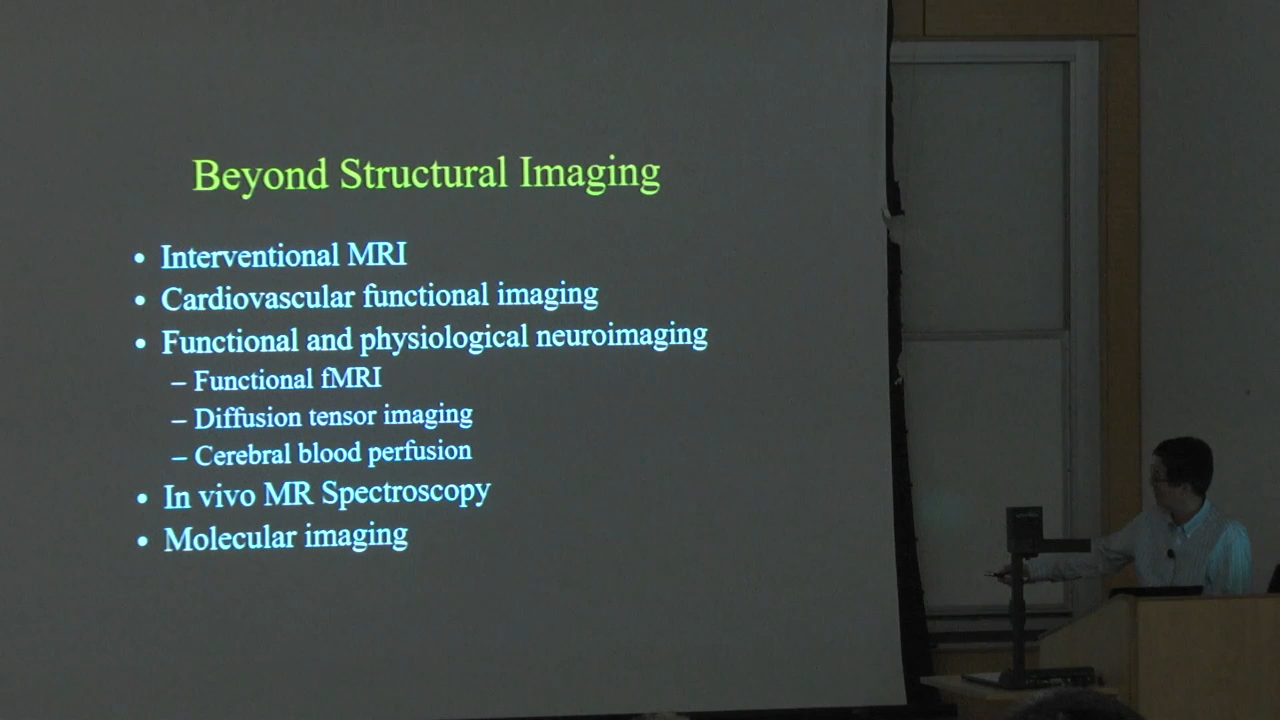 Beyond Structural Imaging
• Interventional MRI
• Cardiovascular functional imaging
• Functional and physiological neuroimaging
– Functional fMRI
– Diffusion tensor imaging
– Cerebral blood perfusion
• In vivo MR Spectroscopy
• Molecular imaging